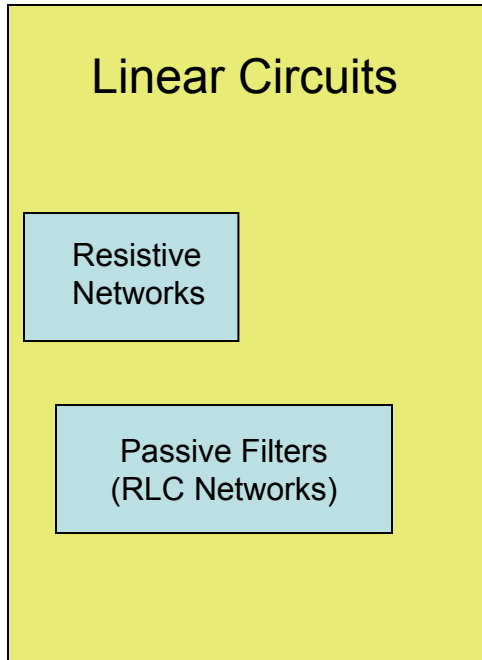 Linear Circuits
Resistive
Networks
Passive Filters
(RLC Networks)